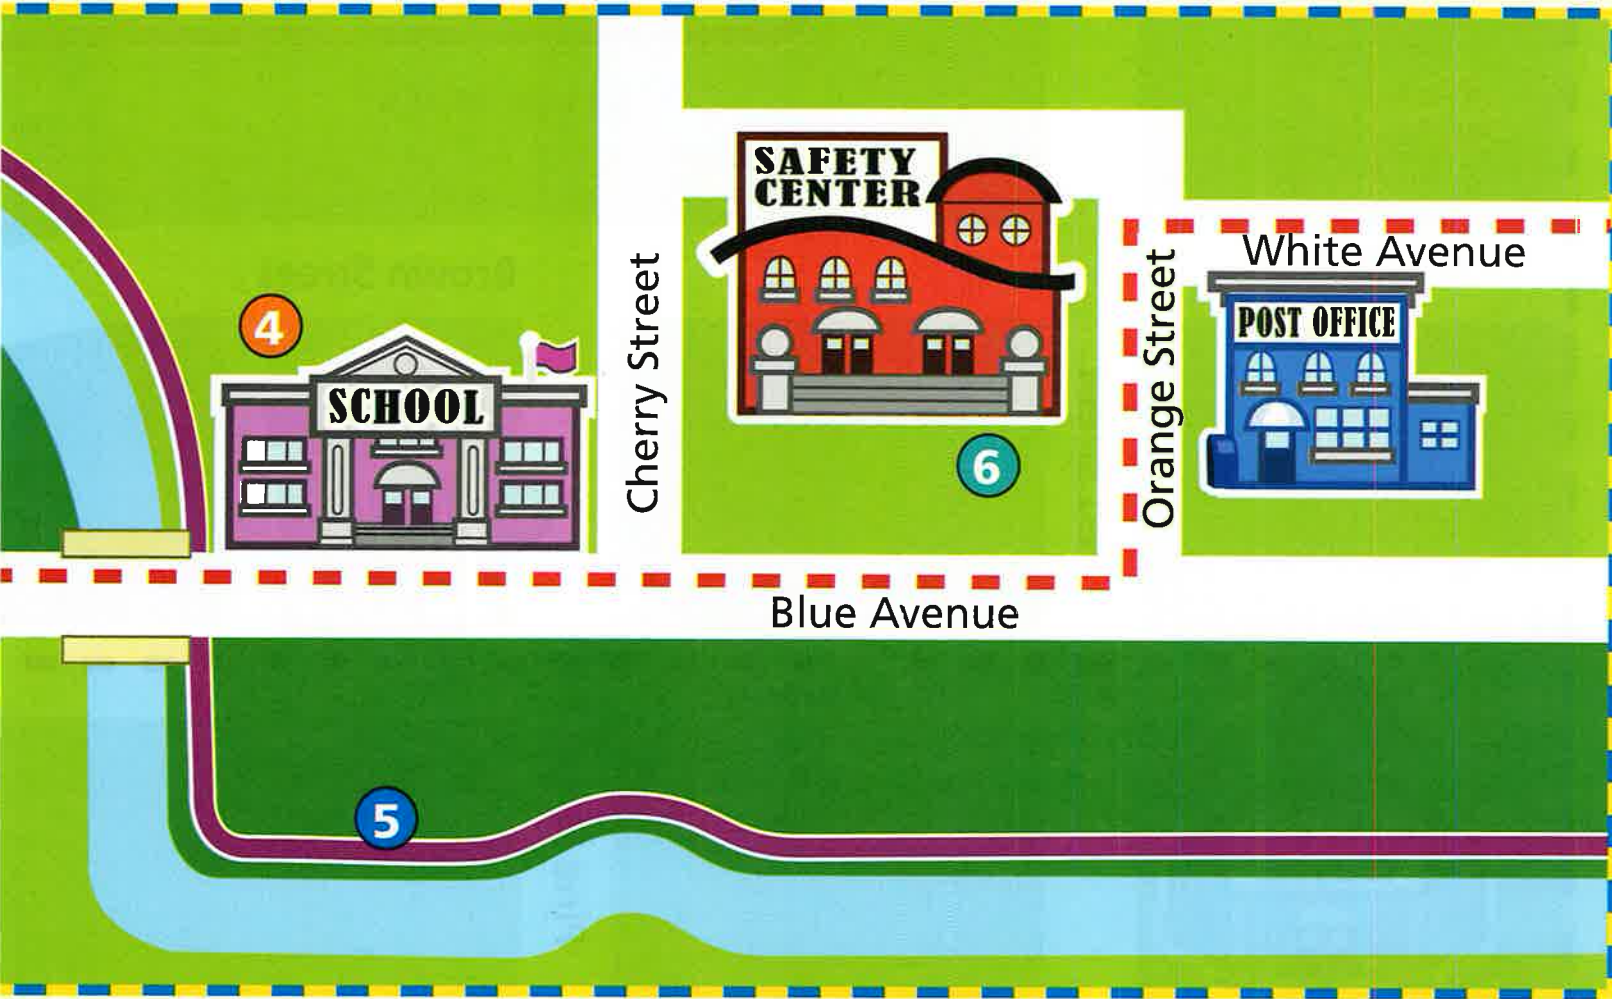 SAFETY
CENTER
White Avenue
POST OFFICE
4
SCHOOL
Cherry Street
6
Orange Street
Blue Avenue
5